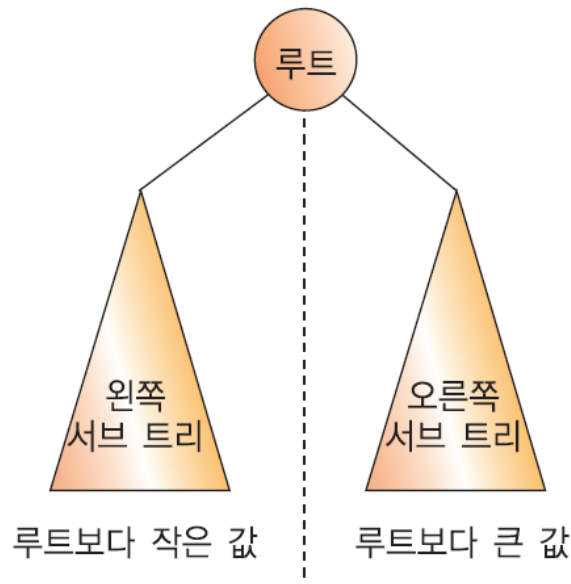 루트
왼쪽
서브 트리
오른쪽
서브 트리
루트보다 작은 값
루트보다 큰 값